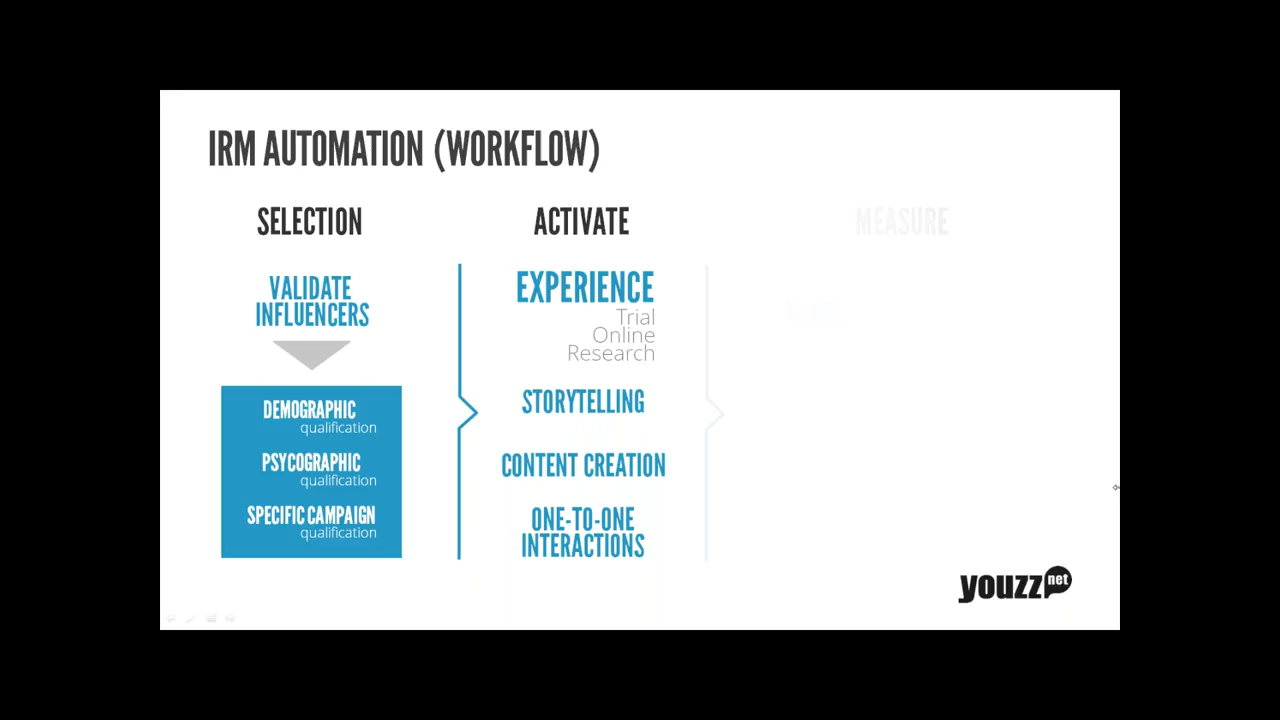 IRM AUTOMATION (WORKFLOW)
SELECTION
VALIDATE
INFLUENCERS
DEMOGRAPHIC
qualification
PSYCOGRAPHIC
qualification
SPECIFIC CAMPAIGN
qualification
ACTIVATE
EXPERIENCE
Trial
Online
Research
STORYTELLING
CONTENT CREATION
ONE-TO-ONE
INTERACTIONS
MEASURE
youzz net